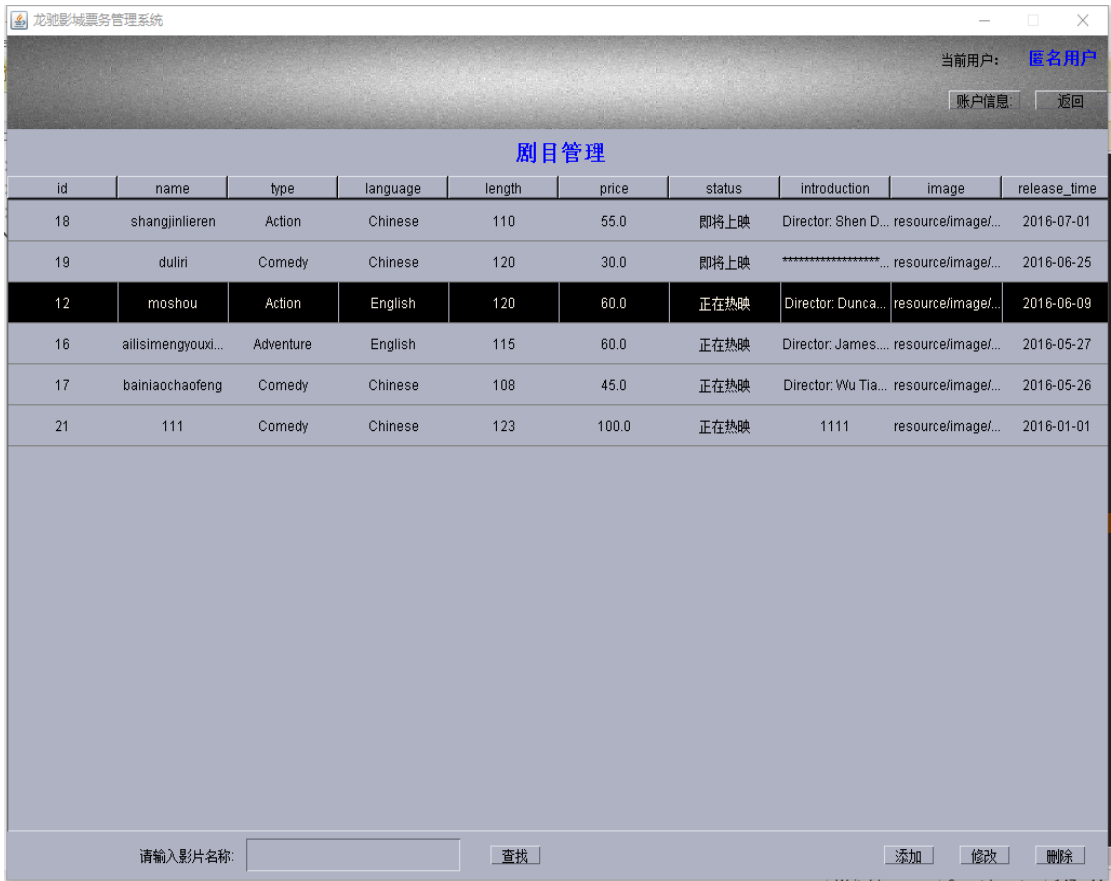 龙驰影城票务管理系统
当前用户: 匿名用户
账户信息: 返回
剧目管理
id name type language length price status introduction image release_time
18 shangjinlieren Action Chinese 110 55.0 即将上映 Director: Shen D... resource/image/... 2016-07-01
19 duliri Comedy Chinese 120 30.0 即将上映 ******************... resource/image/... 2016-06-25
12 moshou Action English 120 60.0 正在热映 Director: Dunca... resource/image/... 2016-06-09
16 ailisimengyouxi... Adventure English 115 60.0 正在热映 Director: James.... resource/image/... 2016-05-27
17 bainiaochaofeng Comedy Chinese 108 45.0 正在热映 Director: Wu Tia... resource/image/... 2016-05-26
21 111 Comedy Chinese 123 100.0 正在热映 1111 resource/image/... 2016-01-01
请输入影片名称: 查找 添加 修改 删除